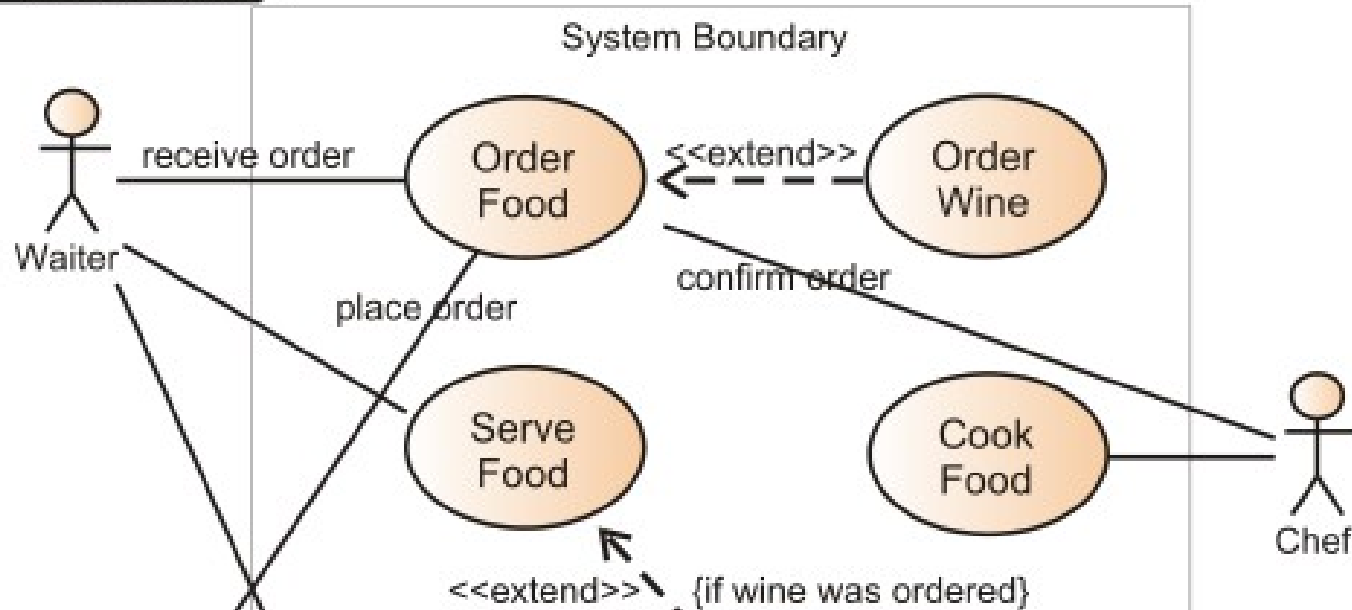 System Boundary
receive order
Order
Food
<<extend>>
Order
Wine
Waiter
confirm order
place order
Serve
Food
Cook
Food
Chef
<<extend>>
{if wine was ordered}